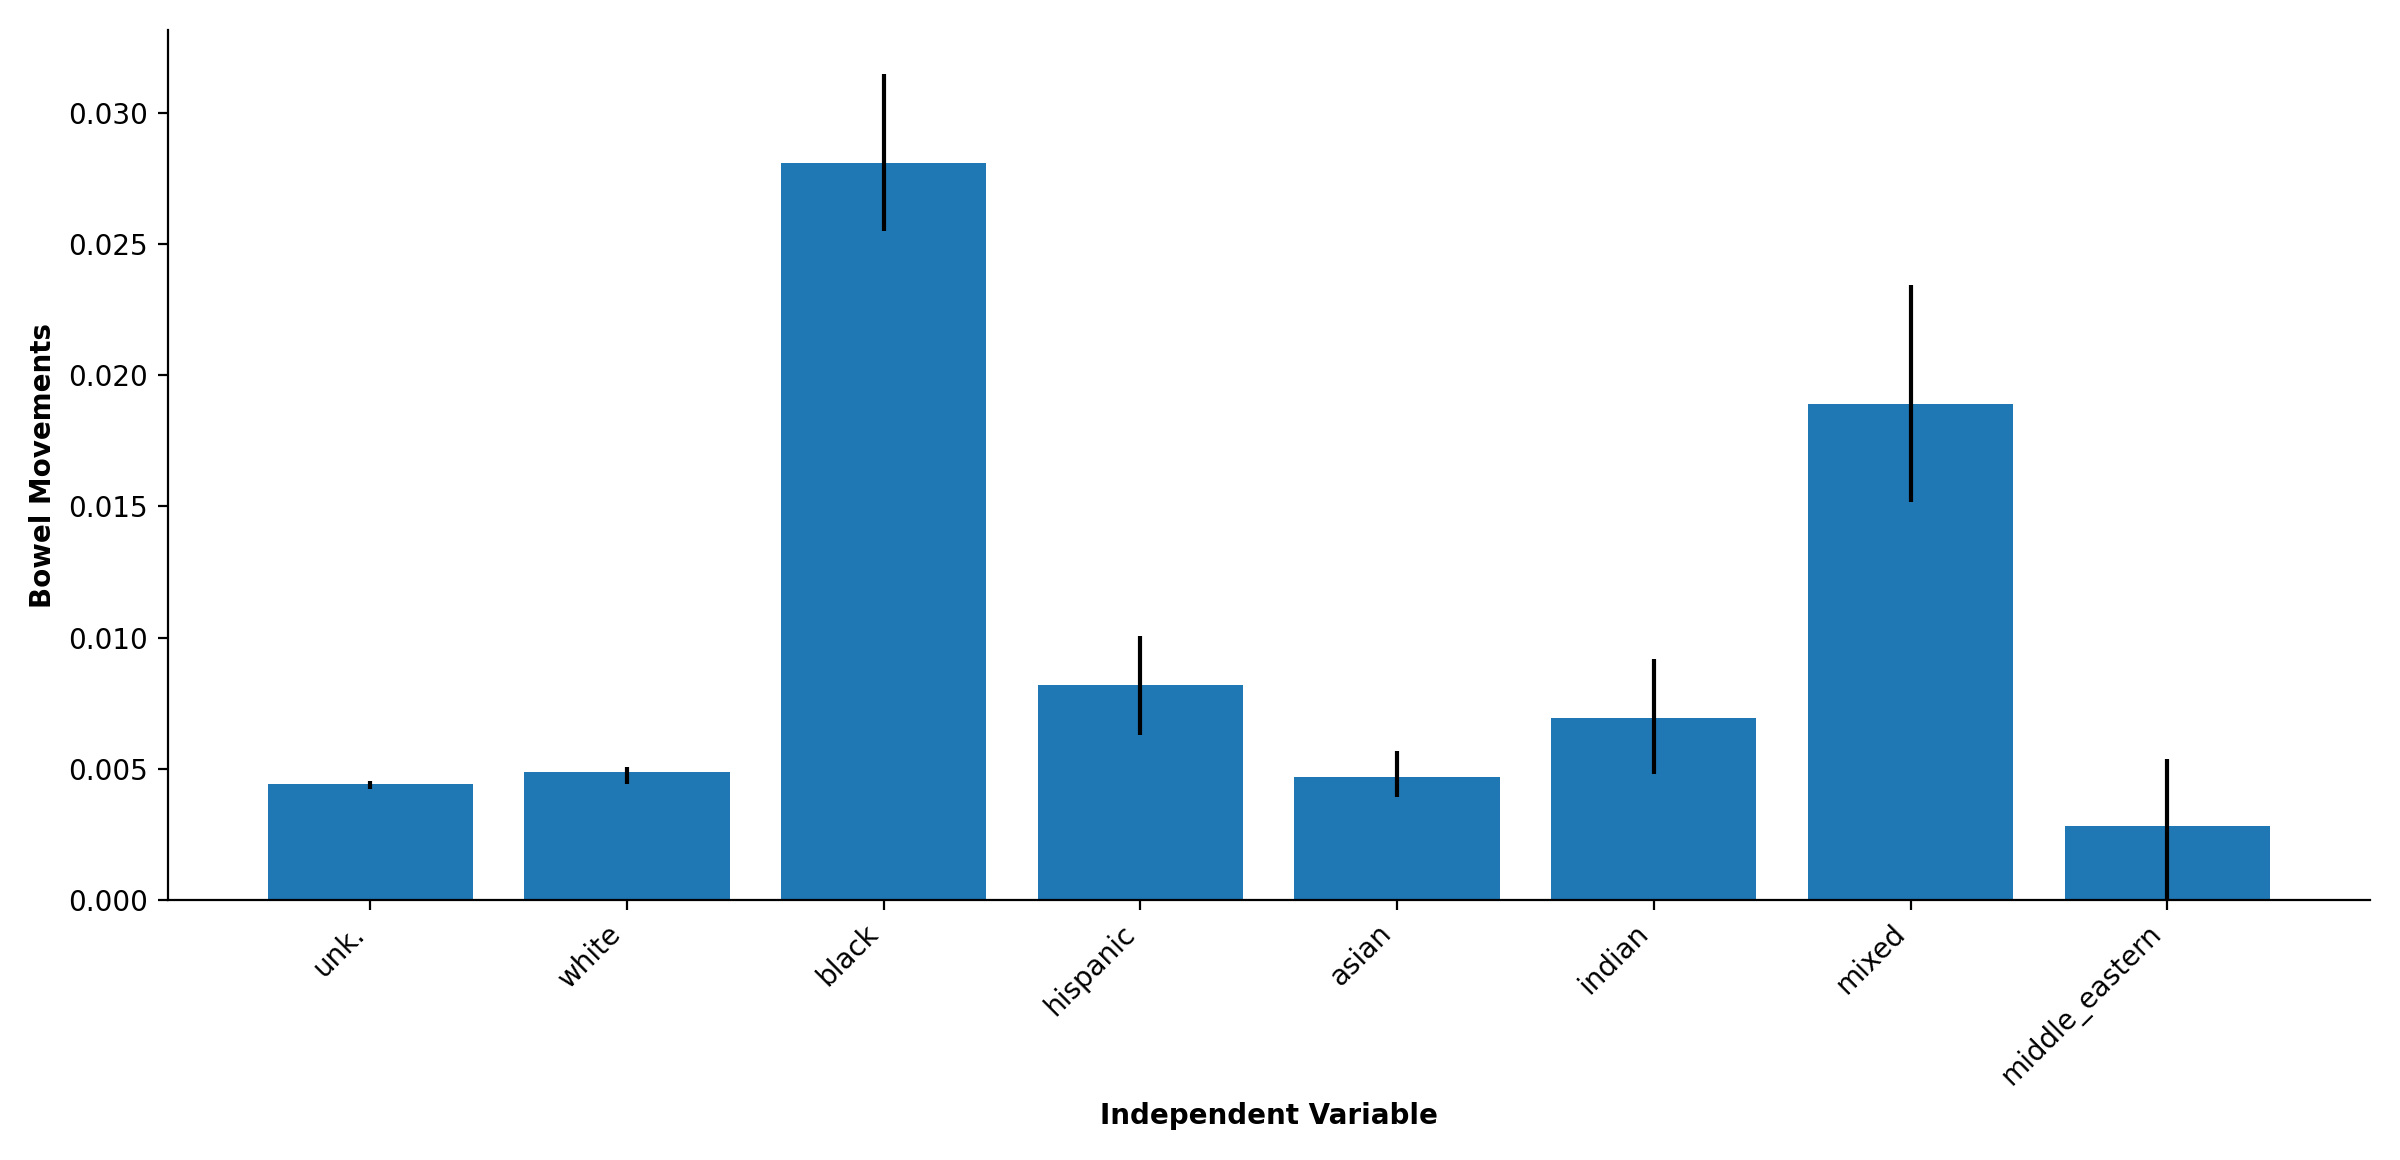 Bowel Movements
0.030
0.025
0.020
0.015
0.010
0.005
0.000
unk.
white
black
hispanic
asian
indian
mixed
middle_eastern
Independent Variable